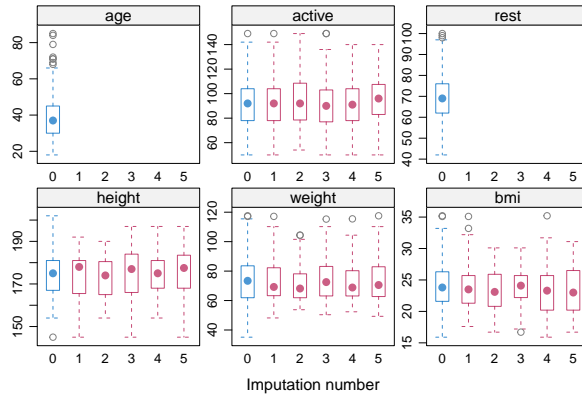 age active rest
20 40 60 80
60 80 100 140
40 50 60 70 80 90 100
0 1 2 3 4 5 0 1 2 3 4 5 0 1 2 3 4 5
height weight bmi
150 170 190
40 60 80 100 120
15 20 25 30 35
0 1 2 3 4 5 0 1 2 3 4 5 0 1 2 3 4 5
Imputation number